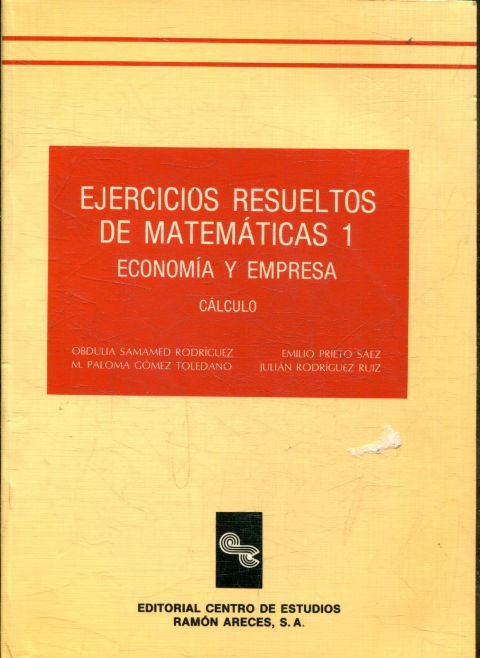 EJERCICIOS RESUELTOS
DE MATEMÁTICAS 1
ECONOMÍA Y EMPRESA
CÁLCULO
OBDULIA SAMAMED RODRÍGUEZ EMILIO PRIETO SÁEZ
M. PALOMA GÓMEZ TOLEDANO JULIÁN RODRÍGUEZ RUIZ
EDITORIAL CENTRO DE ESTUDIOS
RAMÓN ARECES, S.A.